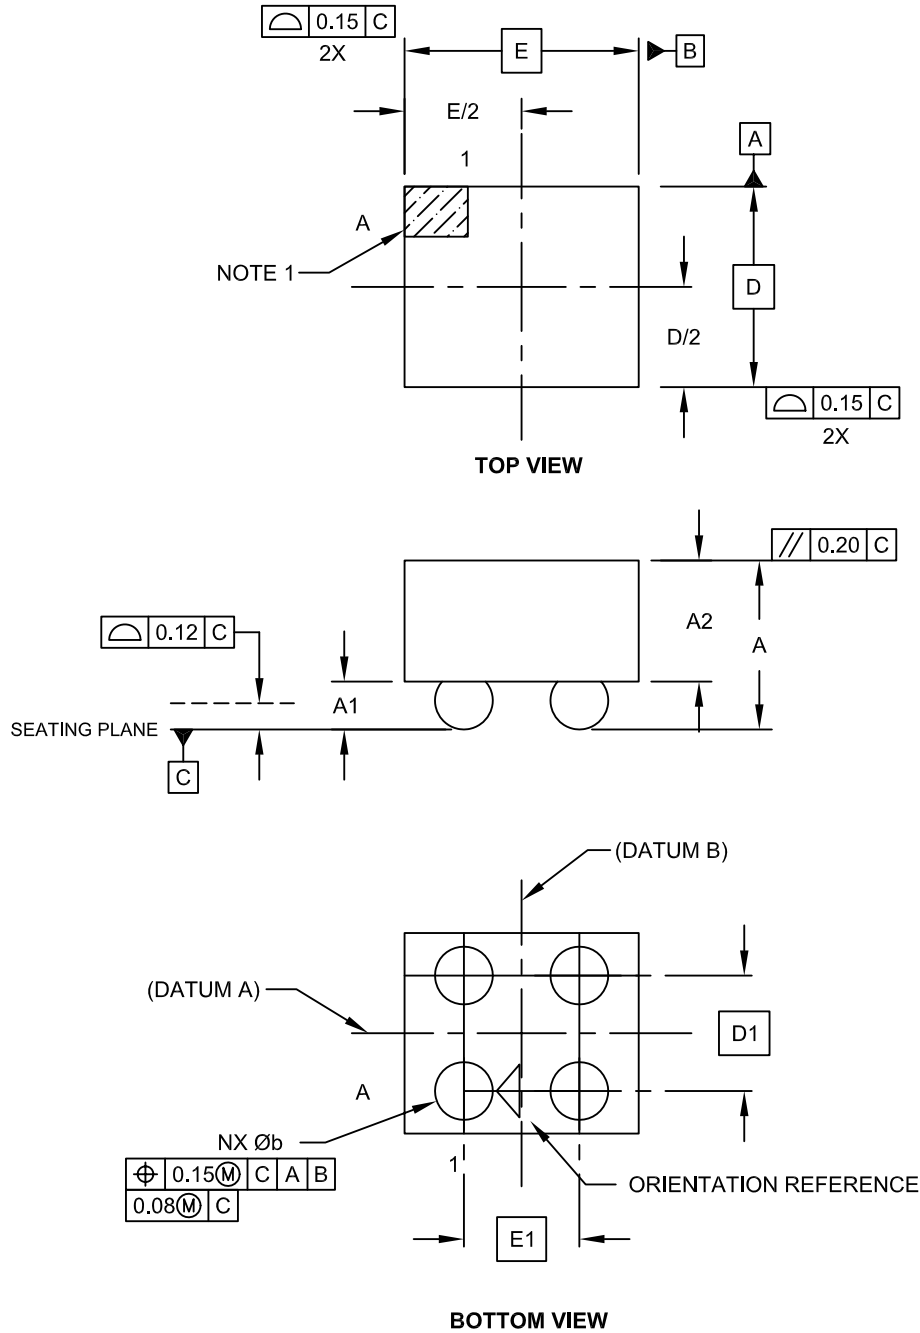 0.15 C
2X
E
B
E/2
1
A
A
NOTE 1
D
D/2
0.15 C
2X
TOP VIEW
// 0.20 C
0.12 C
A2
A
A1
SEATING PLANE
C
(DATUM B)
(DATUM A)
D1
A
NX Øb
⌖ 0.15Ⓜ C A B
0.08Ⓜ C
1
ORIENTATION REFERENCE
E1
BOTTOM VIEW